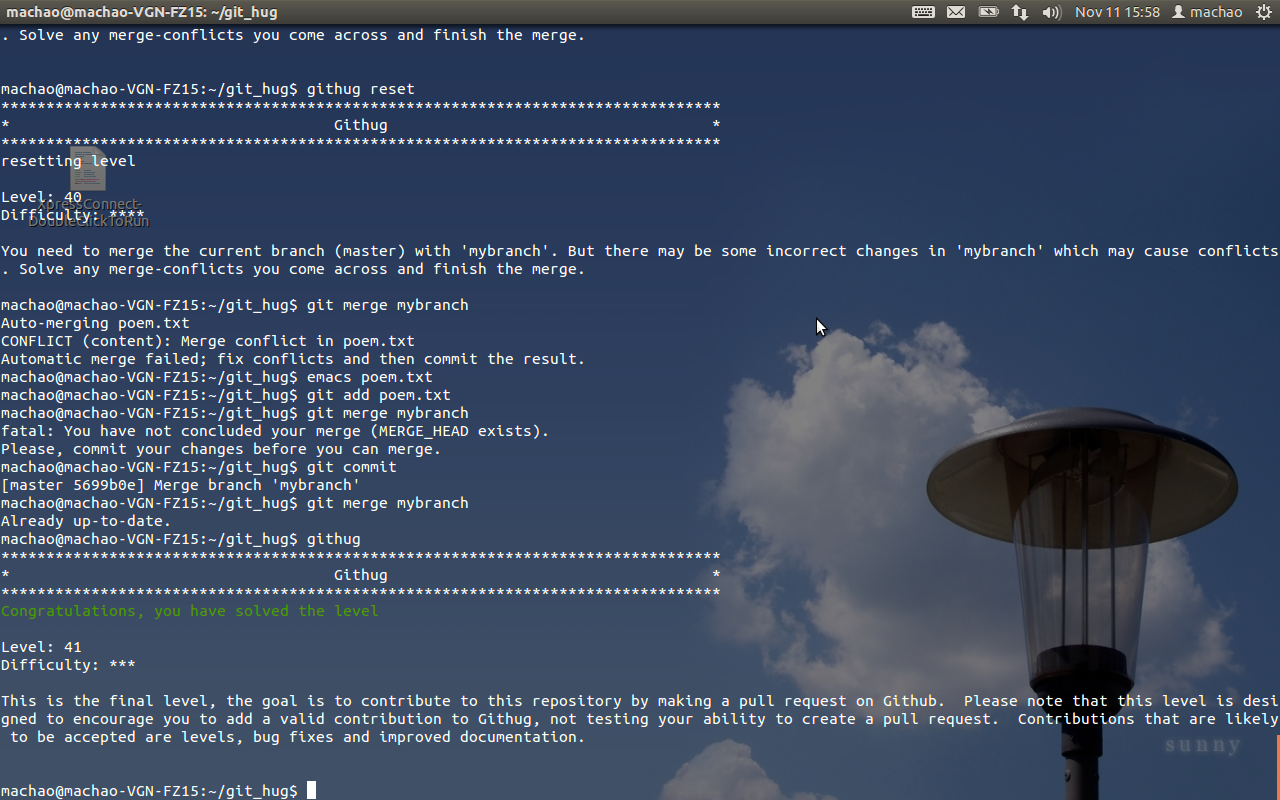 machao@machao-VGN-FZ15: ~/git_hug
Nov 11 15:58 machao
. Solve any merge-conflicts you come across and finish the merge.
machao@machao-VGN-FZ15:~/git_hug$ githug reset
********************************************************************************
* Githug *
********************************************************************************
resetting level
XpressConnect-
DoubleClickToRun
Level: 40
Difficulty: ****
You need to merge the current branch (master) with 'mybranch'. But there may be some incorrect changes in 'mybranch' which may cause conflicts
. Solve any merge-conflicts you come across and finish the merge.
machao@machao-VGN-FZ15:~/git_hug$ git merge mybranch
Auto-merging poem.txt
CONFLICT (content): Merge conflict in poem.txt
Automatic merge failed; fix conflicts and then commit the result.
machao@machao-VGN-FZ15:~/git_hug$ emacs poem.txt
machao@machao-VGN-FZ15:~/git_hug$ git add poem.txt
machao@machao-VGN-FZ15:~/git_hug$ git merge mybranch
fatal: You have not concluded your merge (MERGE_HEAD exists).
Please, commit your changes before you can merge.
machao@machao-VGN-FZ15:~/git_hug$ git commit
[master 5699b0e] Merge branch 'mybranch'
machao@machao-VGN-FZ15:~/git_hug$ git merge mybranch
Already up-to-date.
machao@machao-VGN-FZ15:~/git_hug$ githug
********************************************************************************
* Githug *
********************************************************************************
Congratulations, you have solved the level
Level: 41
Difficulty: ***
This is the final level, the goal is to contribute to this repository by making a pull request on Github.  Please note that this level is desi
gned to encourage you to add a valid contribution to Githug, not testing your ability to create a pull request.  Contributions that are likely
 to be accepted are levels, bug fixes and improved documentation.
sunny
machao@machao-VGN-FZ15:~/git_hug$